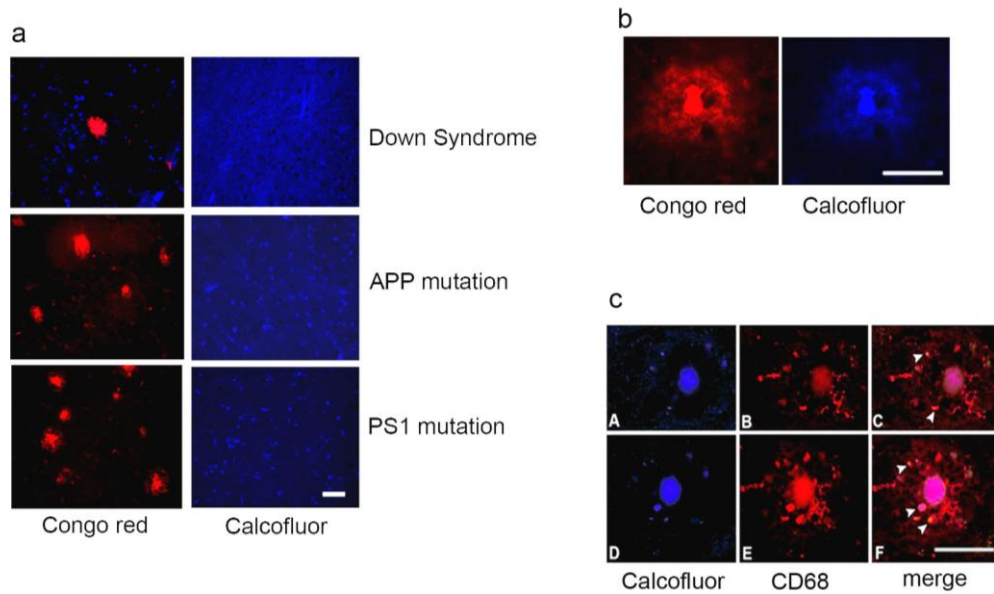 a
Down Syndrome
APP mutation
PS1 mutation
Congo red Calcofluor
b
Congo red Calcofluor
c
A B C
D E F
Calcofluor CD68 merge